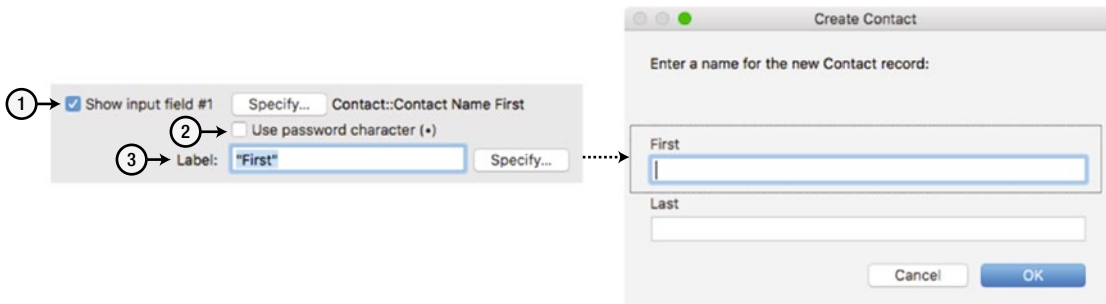 1 Show input field #1 Specify... Contact::Contact Name First
2 Use password character (•)
3 Label: "First" Specify...
Create Contact
Enter a name for the new Contact record:
First
Last
Cancel OK